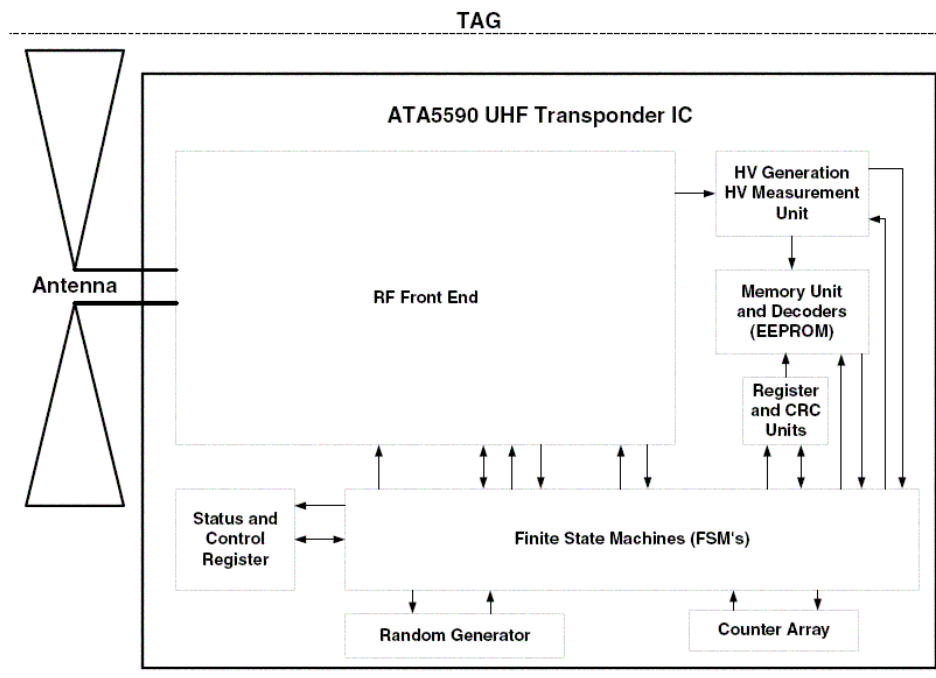 TAG
ATA5590 UHF Transponder IC
HV Generation
HV Measurement
Unit
Antenna
RF Front End
Memory Unit
and Decoders
(EEPROM)
Register
and CRC
Units
Status and
Control
Register
Finite State Machines (FSM's)
Random Generator
Counter Array